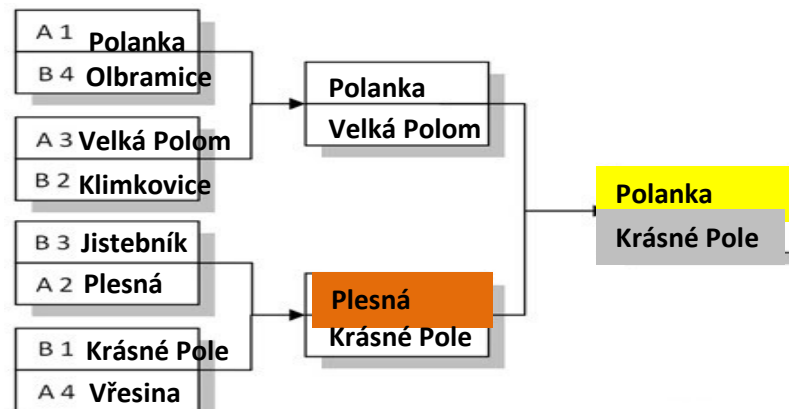 A 1 Polanka
B 4 Olbramice
A 3 Velká Polom
B 2 Klimkovice
B 3 Jistebník
A 2 Plesná
B 1 Krásné Pole
A 4 Vřesina
Polanka
Velká Polom
Plesná
Krásné Pole
Polanka
Krásné Pole